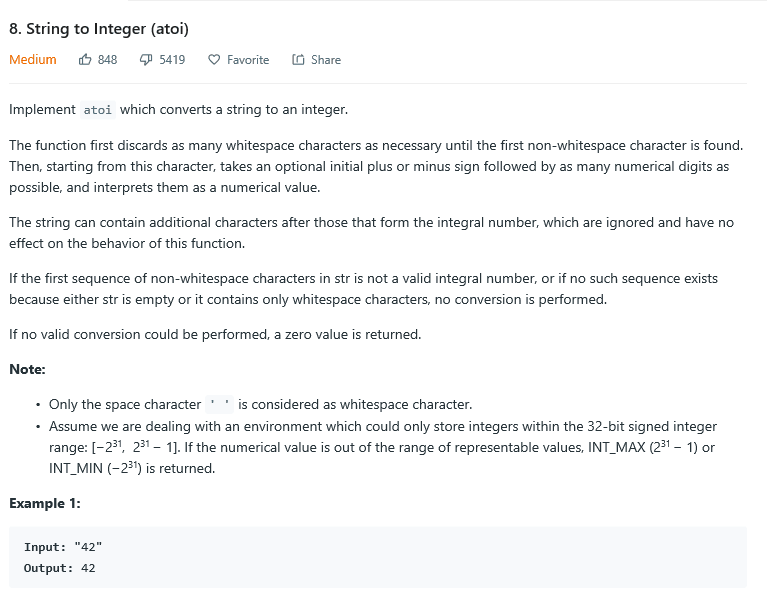 8. String to Integer (atoi)
Medium 848 5419 Favorite Share
Implement atoi which converts a string to an integer.
The function first discards as many whitespace characters as necessary until the first non-whitespace character is found.
Then, starting from this character, takes an optional initial plus or minus sign followed by as many numerical digits as
possible, and interprets them as a numerical value.
The string can contain additional characters after those that form the integral number, which are ignored and have no
effect on the behavior of this function.
If the first sequence of non-whitespace characters in str is not a valid integral number, or if no such sequence exists
because either str is empty or it contains only whitespace characters, no conversion is performed.
If no valid conversion could be performed, a zero value is returned.
Note:
• Only the space character ' ' is considered as whitespace character.
• Assume we are dealing with an environment which could only store integers within the 32-bit signed integer
range: [−2³¹, 2³¹ − 1]. If the numerical value is out of the range of representable values, INT_MAX (2³¹ − 1) or
INT_MIN (−2³¹) is returned.
Example 1:
Input: "42"
Output: 42